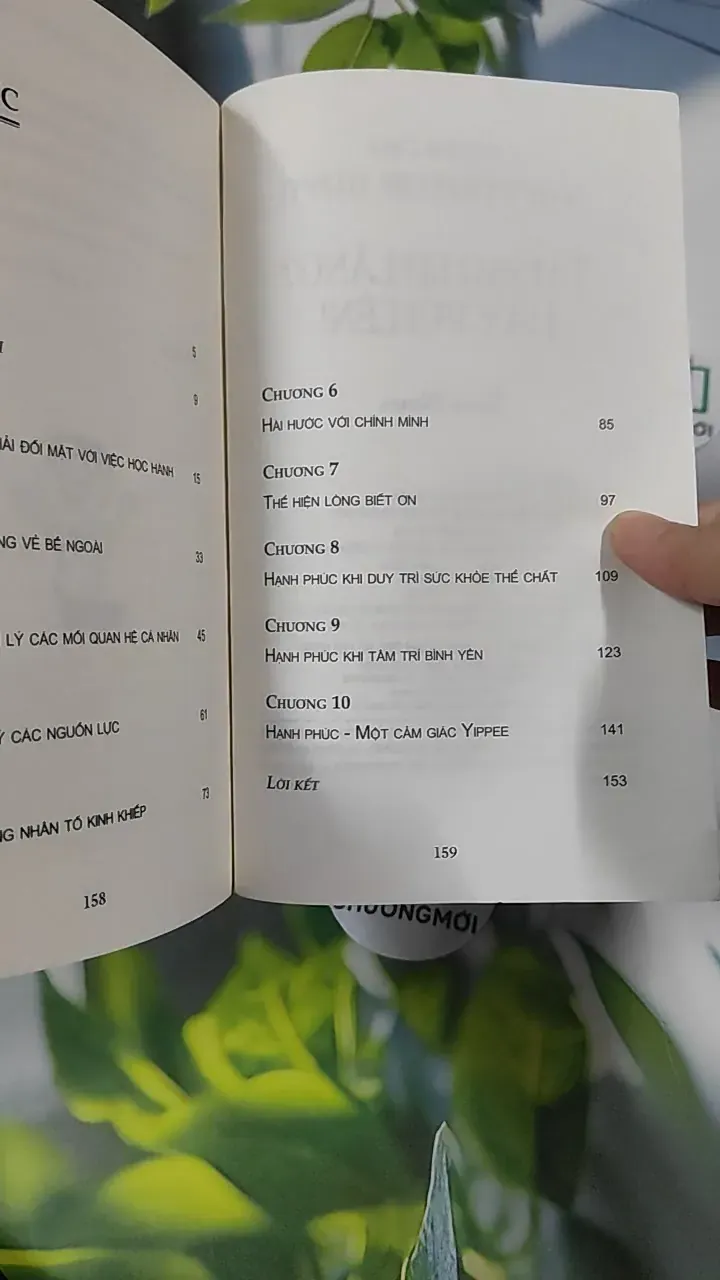 C
5
9
ẢI ĐỐI MẶT VỚI VIỆC HỌC HÀNH 15
NG VẺ BỀ NGOÀI 33
LÝ CÁC MỐI QUAN HỆ CÁ NHÂN 45
Ý CÁC NGUỒN LỰC 61
NG NHÂN TỐ KINH KHIẾP 73
158
CHƯƠNG 6
HÀI HƯỚC VỚI CHÍNH MÌNH 85
CHƯƠNG 7
THỂ HIỆN LÒNG BIẾT ƠN 97
CHƯƠNG 8
HẠNH PHÚC KHI DUY TRÌ SỨC KHỎE THỂ CHẤT 109
CHƯƠNG 9
HẠNH PHÚC KHI TÂM TRÍ BÌNH YÊN 123
CHƯƠNG 10
HẠNH PHÚC - MỘT CẢM GIÁC YIPPEE 141
LỜI KẾT 153
159
CHƯƠNGMỚI